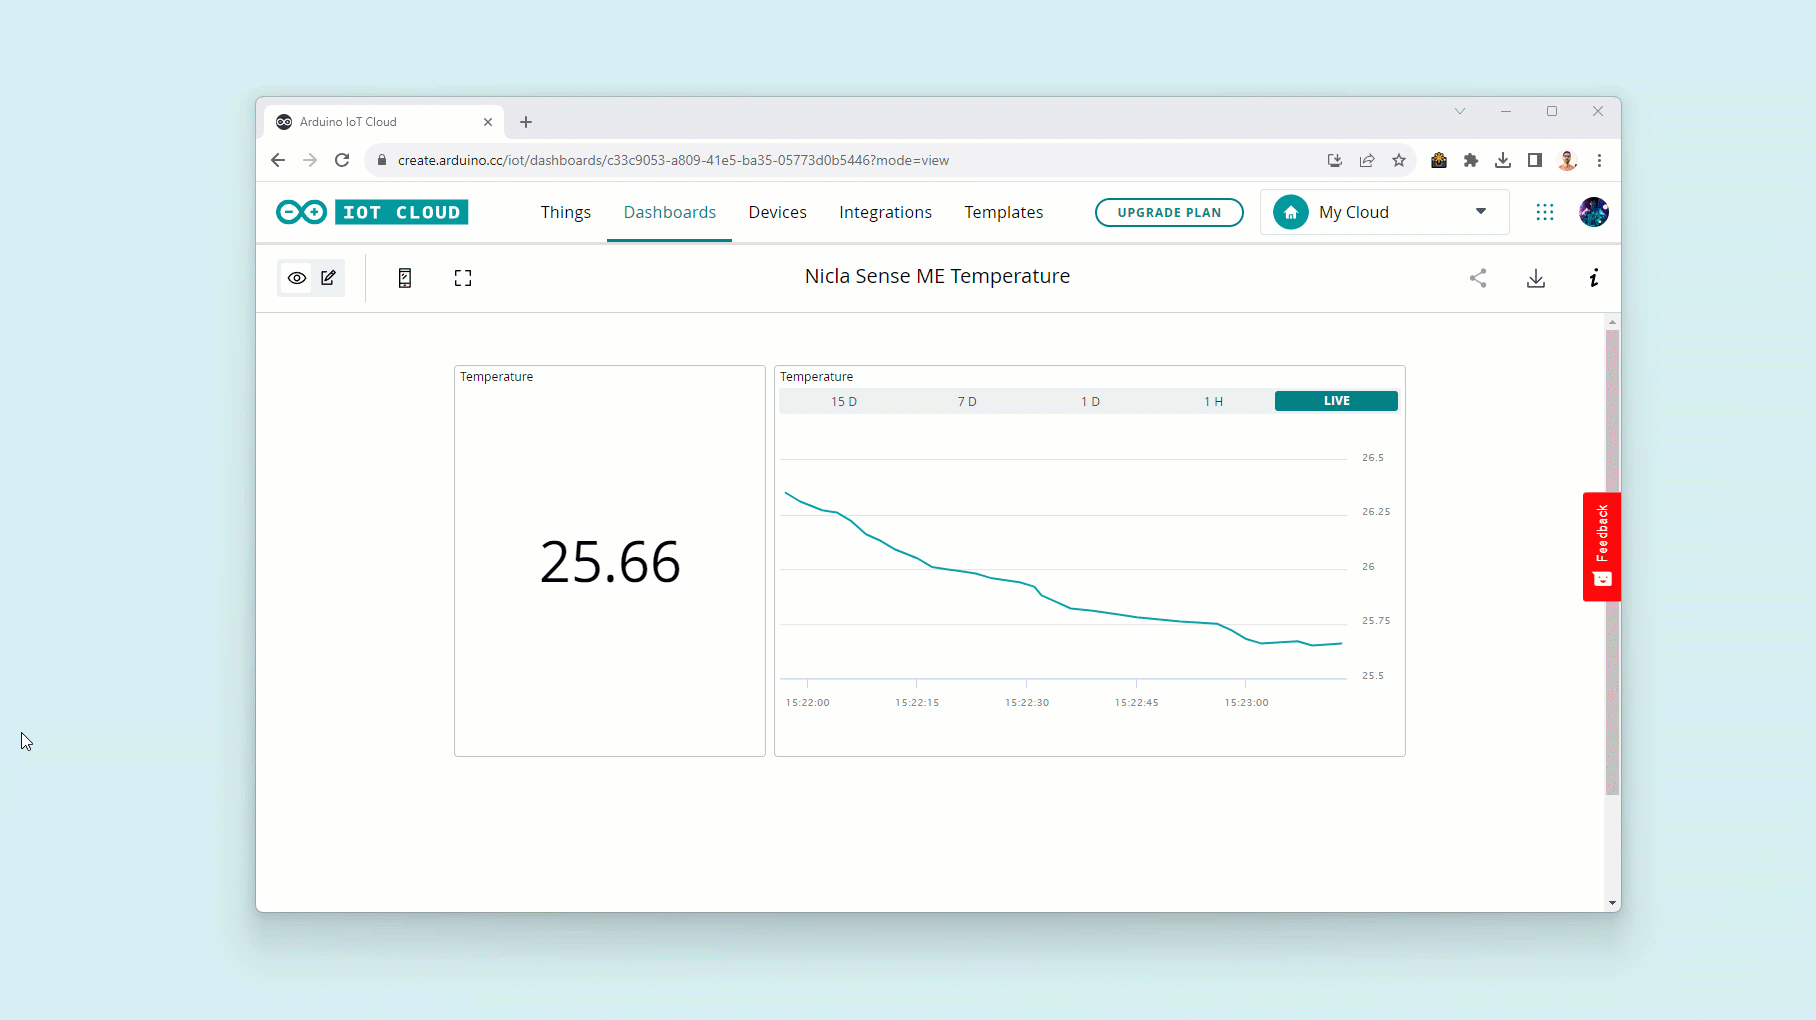 Arduino IoT Cloud
create.arduino.cc/iot/dashboards/c33c9053-a809-41e5-ba35-05773d0b5446?mode=view
IOT CLOUD
Things
Dashboards
Devices
Integrations
Templates
UPGRADE PLAN
My Cloud
Nicla Sense ME Temperature
Temperature
25.66
Temperature
15 D
7 D
1 D
1 H
LIVE
26.5
26.25
26
25.75
25.5
15:22:00
15:22:15
15:22:30
15:22:45
15:23:00
Feedback